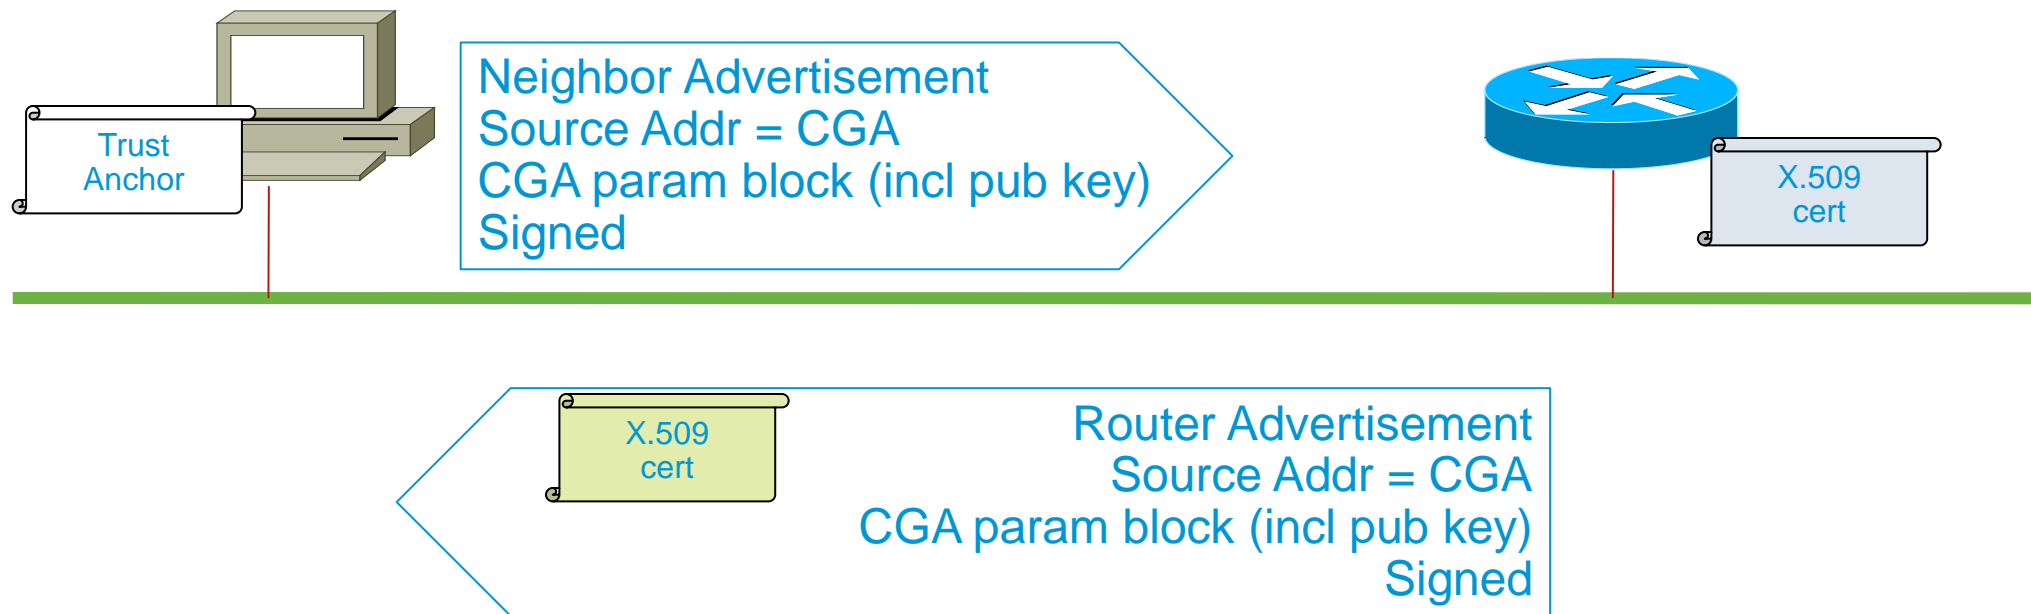 Trust
Anchor
Neighbor Advertisement
Source Addr = CGA
CGA param block (incl pub key)
Signed
X.509
cert
X.509
cert
Router Advertisement
Source Addr = CGA
CGA param block (incl pub key)
Signed